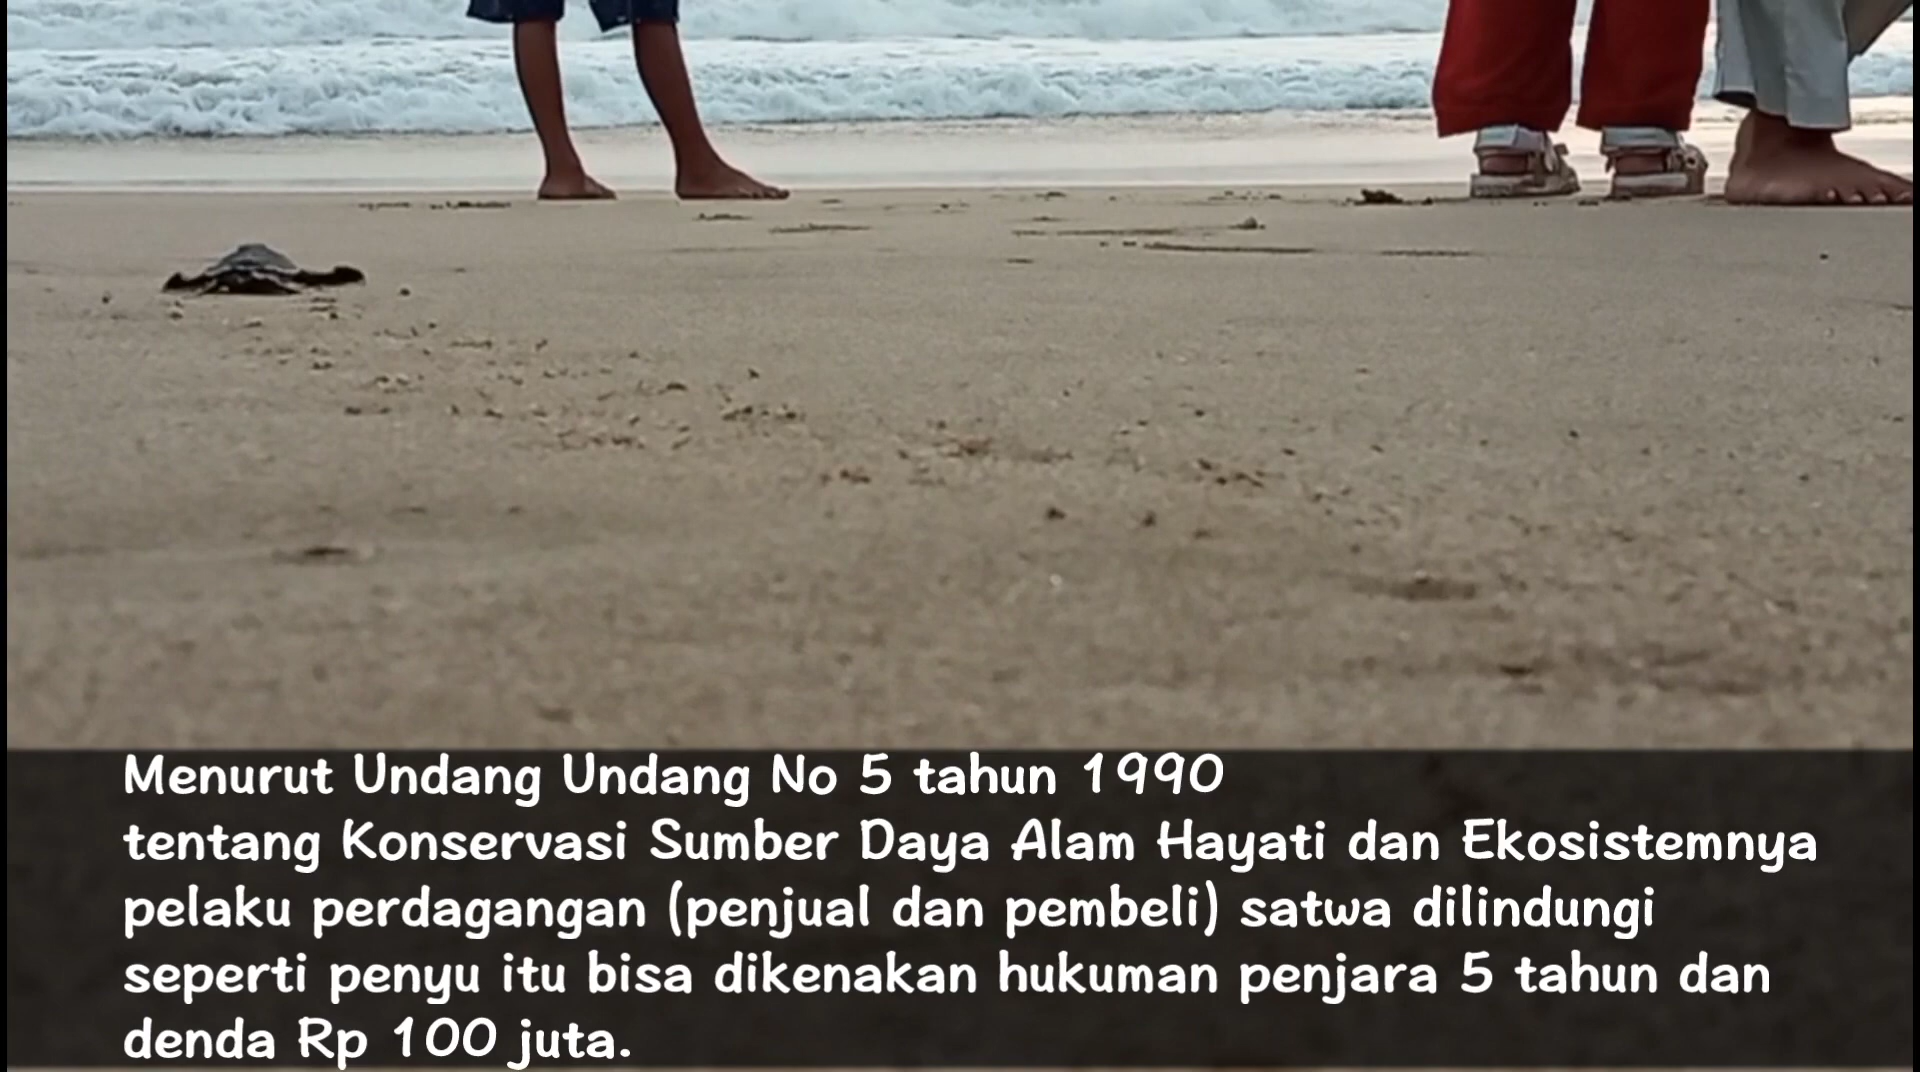 Menurut Undang Undang No 5 tahun 1990
tentang Konservasi Sumber Daya Alam Hayati dan Ekosistemnya
pelaku perdagangan (penjual dan pembeli) satwa dilindungi
seperti penyu itu bisa dikenakan hukuman penjara 5 tahun dan
denda Rp 100 juta.